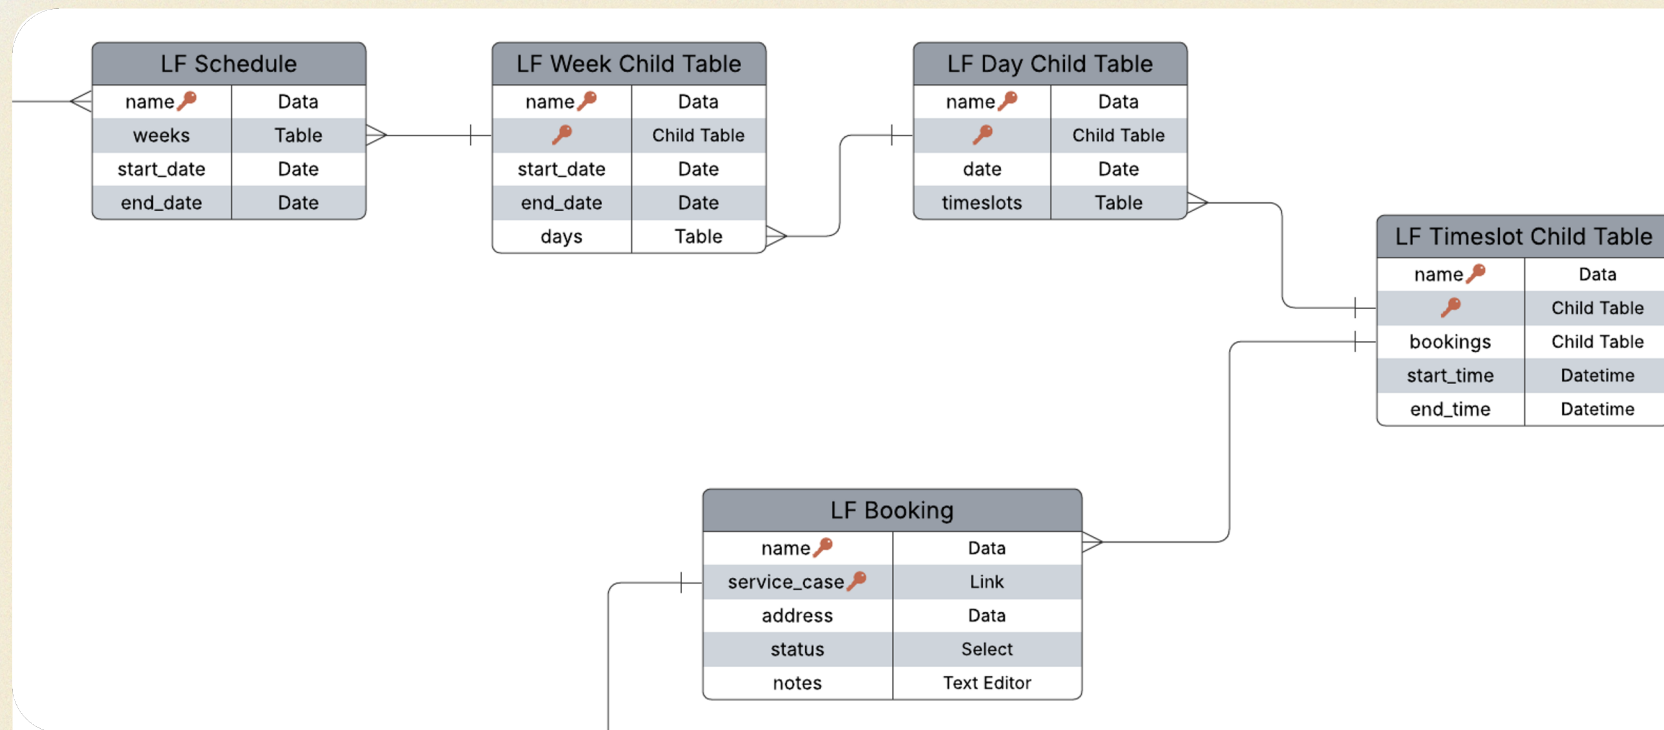 LF Schedule
name Data
weeks Table
start_date Date
end_date Date
LF Week Child Table
name Data
Child Table
start_date Date
end_date Date
days Table
LF Day Child Table
name Data
Child Table
date Date
timeslots Table
LF Timeslot Child Table
name Data
Child Table
bookings Child Table
start_time Datetime
end_time Datetime
LF Booking
name Data
service_case Link
address Data
status Select
notes Text Editor